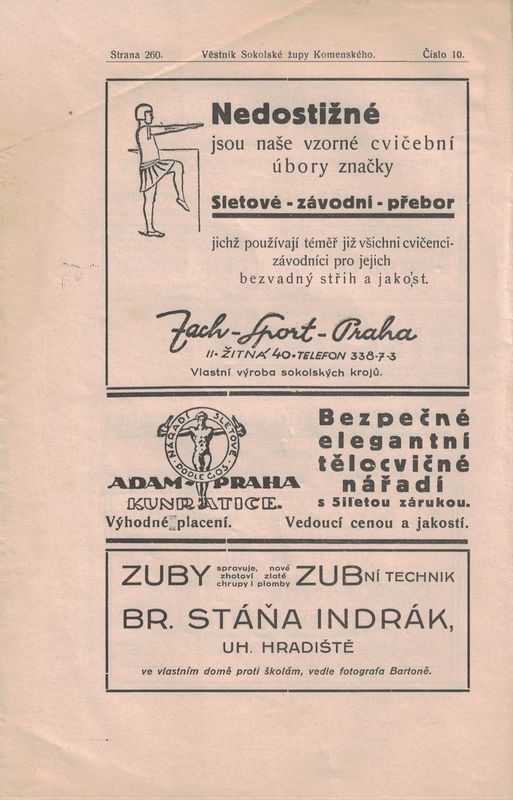 Strana 260. Věstník Sokolské župy Komenského. Číslo 10.
Nedostižné
jsou naše vzorné cvičební
úbory značky
Sletové - závodní - přebor
jichž používají téměř již všichni cvičenci-
závodníci pro jejich
bezvadný střih a jakost.
Zach-Sport-Praha
II. ŽITNÁ 40. TELEFON 338-7-3
Vlastní výroba sokolských krojů.
NÁŘADÍ SLETOVÉ
PODLE Č.O.S.
ADAM-PRAHA
KUNRATICE.
Výhodné placení.
Bezpečné
elegantní
tělocvičné
nářadí
s 5iletou zárukou.
Vedoucí cenou a jakostí.
ZUBY spravuje, nové zhotoví zlaté chrupy i plomby ZUBNÍ TECHNIK
BR. STÁŇA INDRÁK,
UH. HRADIŠTĚ
ve vlastním domě proti školám, vedle fotografa Bartoně.